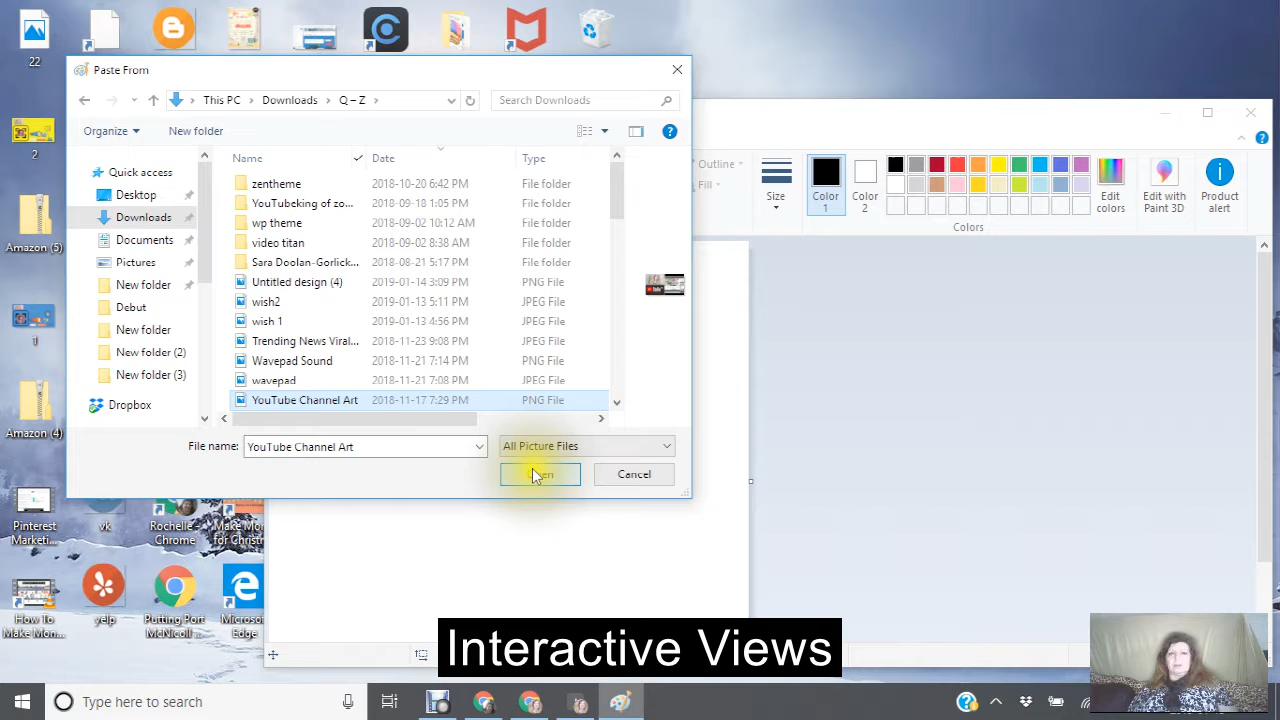 22
2
Amazon (5)
1
Amazon (4)
Pinterest
Marketi...
vk
Rochelle -
Chrome
Make Mon
for Christm
How To
Make Mon...
yelp
Putting Port
McNicoll ...
Microso
Edge
Paste From
This PC > Downloads > Q – Z >
Search Downloads
Organize
New folder
Quick access
Desktop
Downloads
Documents
Pictures
New folder
Debut
New folder
New folder (2)
New folder (3)
Dropbox
Name Date Type
zentheme 2018-10-20 6:42 PM File folder
YouTubeking of zo... 2018-09-18 1:05 PM File folder
wp theme 2018-09-02 10:12 AM File folder
video titan 2018-09-02 8:38 AM File folder
Sara Doolan-Gorlick... 2018-08-21 5:17 PM File folder
Untitled design (4) 2019-01-14 3:09 PM PNG File
wish2 2019-01-13 5:11 PM JPEG File
wish 1 2019-01-13 4:56 PM JPEG File
Trending News Viral... 2018-11-23 9:08 PM JPEG File
Wavepad Sound 2018-11-21 7:14 PM PNG File
wavepad 2018-11-21 7:08 PM JPEG File
YouTube Channel Art 2018-11-17 7:29 PM PNG File
File name: YouTube Channel Art
All Picture Files
Open
Cancel
Outline
Fill
Size
Color
1
Color
2
Edit
colors
Edit with
Paint 3D
Product
alert
Colors
Interactive Views
Type here to search